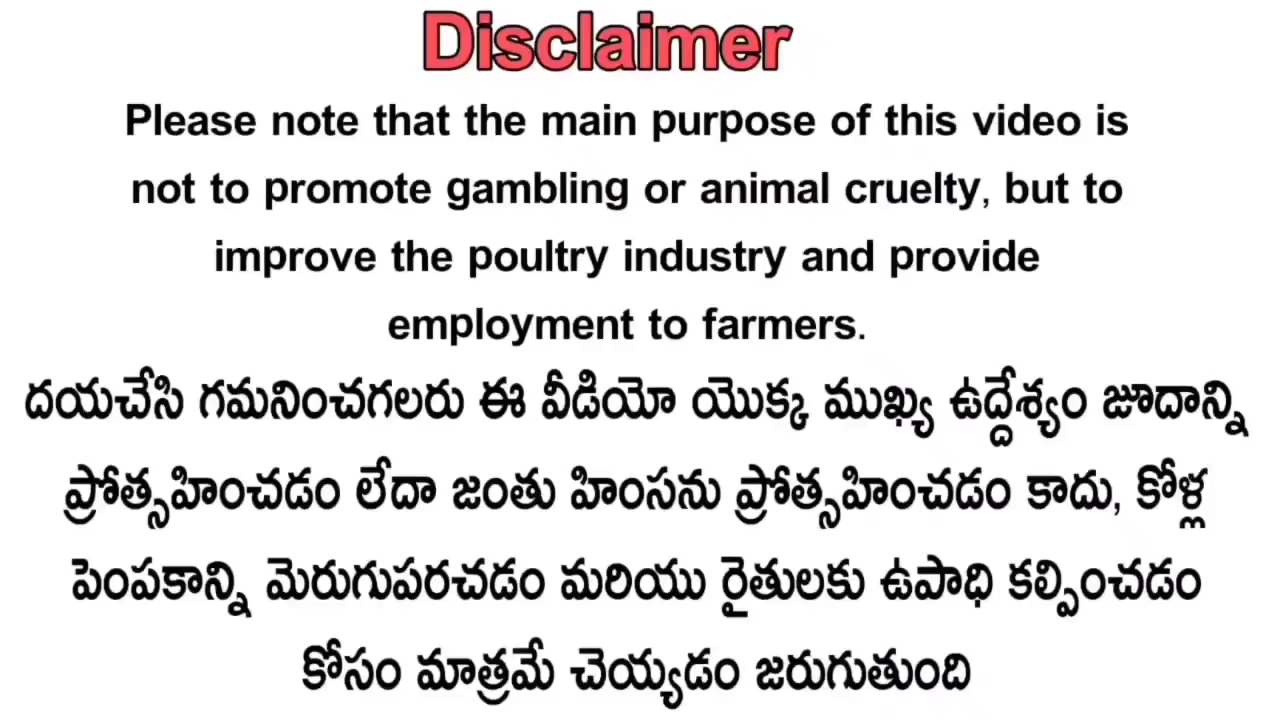 Disclaimer
Please note that the main purpose of this video is
not to promote gambling or animal cruelty, but to
improve the poultry industry and provide
employment to farmers.
దయచేసి గమనించగలరు ఈ వీడియో యొక్క ముఖ్య ఉద్దేశ్యం జూదాన్ని
ప్రోత్సహించడం లేదా జంతు హింసను ప్రోత్సహించడం కాదు, కోళ్ల
పెంపకాన్ని మెరుగుపరచడం మరియు రైతులకు ఉపాధి కల్పించడం
కోసం మాత్రమే చెయ్యడం జరుగుతుంది